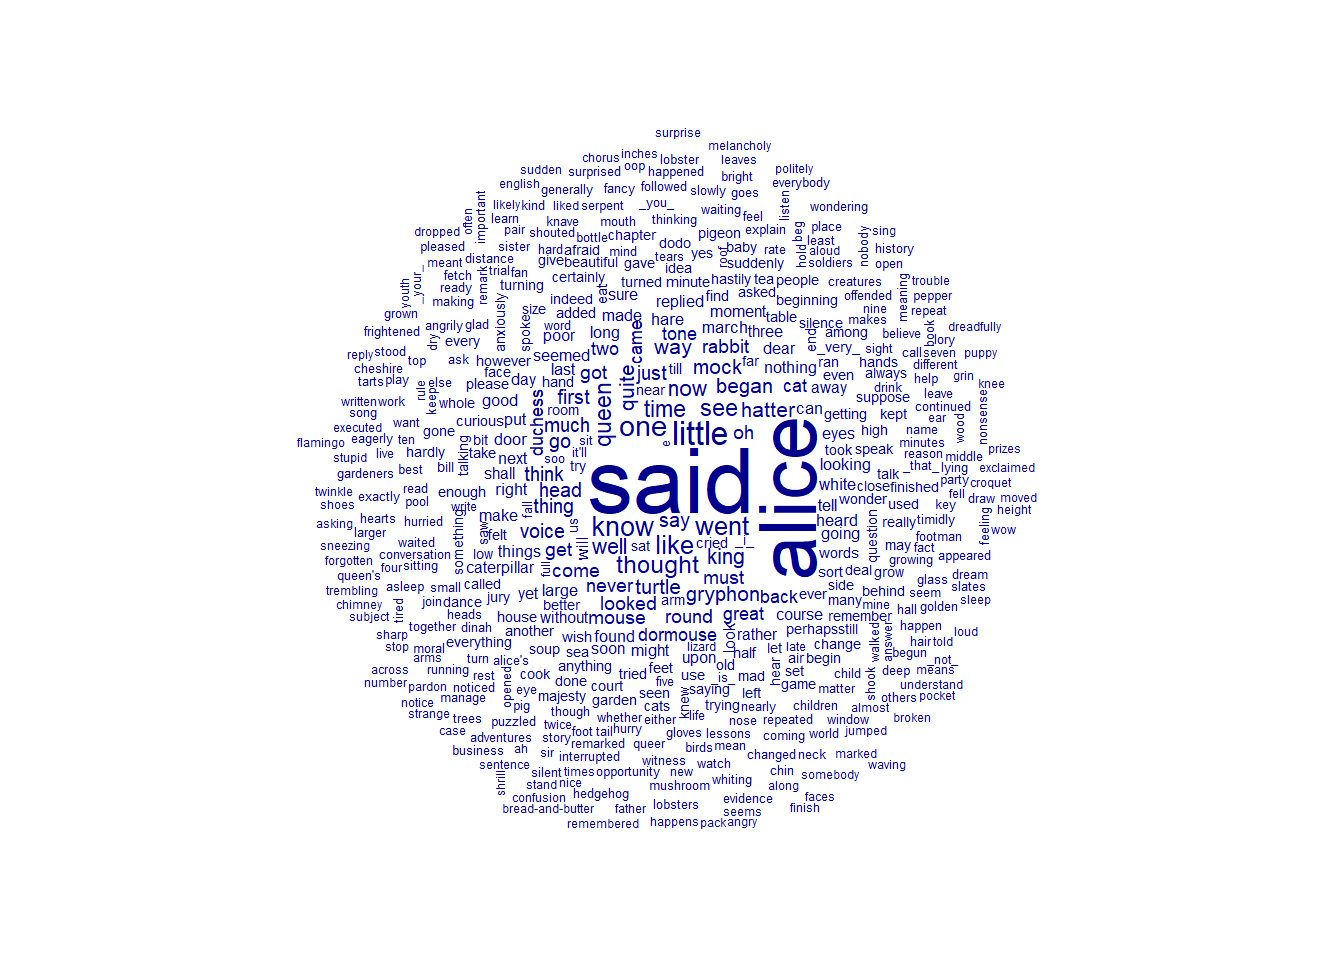 surprise
melancholy
chorus inches lobster leaves
sudden surprised oop happened politely
english generally fancy followed slowly goes bright everybody
likely kind liked serpent _you_ waiting feel listen wondering
often important learn knave mouth thinking
dropped pair shouted bottle chapter dodo pigeon explain hold beg place sing
pleased sister hard afraid mind tears yes roof baby rate least aloud nobody history
_your_ meant distance give beautiful gave idea suddenly soldiers open
youth fetch remark trial fan certainly turned minute hastily tea people creatures meaning trouble
ready turning eat
making size indeed sure replied find asked beginning offended pepper
grown anxiously added made moment table nine repeat
frightened angrily glad spoke word long hare tone march three silence end makes book dreadfully
dry every poor came among believe lory
reply stood however seemed two way rabbit dear _very_ sight call seven puppy
cheshire top ask face last got quite just till mock far nothing ran hands different
tarts play rule else please day hand near now began cat away even always help grin knee
written work keep whole good duchess first queen time see hatter can drink suppose leave nonsense
song curious put room much one little oh getting kept continued
executed want gone eyes high ear wood
flamingo eagerly ten bit door go sit e name minutes prizes
stupid live hardly talking take next soo it'll took speak reason middle
gardeners best bill shall think try said alice looking talk _that_ lying exclaimed
twinkle read enough right head white close finished party croquet
shoes exactly pool write fall thing tell wonder used key fell draw moved
asking hearts hurried make us know say went heard really timidly feeling height
larger something saw felt voice will going question footman wow
sneezing waited low things get well sat like cried _i_ words may fact
forgotten conversation full king growing appeared
queen's four sitting caterpillar come thought must sort deal grow glass dream
trembling asleep small called yet large never turtle side behind seem slates
chimney join dance jury better looked arm gryphon back ever many mine sleep
subject tired heads house without mouse round great course remember hall golden
together dinah another wish found dormouse look rather perhaps still walked answer happen loud
sharp everything soup sea soon might lizard half let late change hair told
stop moral begun _not_
arms turn alice's anything feet upon old hear air begin
across running rest cook tried use _is_ mad set child shook deep means
number pardon noticed opened eye done five knew saying left game matter understand
notice manage pig majesty court garden seen cats trying nearly children almost others pocket
strange trees puzzled though whether either life nose repeated window broken
case twice foot tail hurry gloves lessons coming world jumped
adventures story remarked queer birds mean
business ah sir interrupted witness watch changed neck marked
sentence silent times opportunity new chin somebody waving
shrill stand nice mushroom whiting along
confusion hedgehog evidence faces
bread-and-butter father lobsters seems finish
remembered happens pack angry